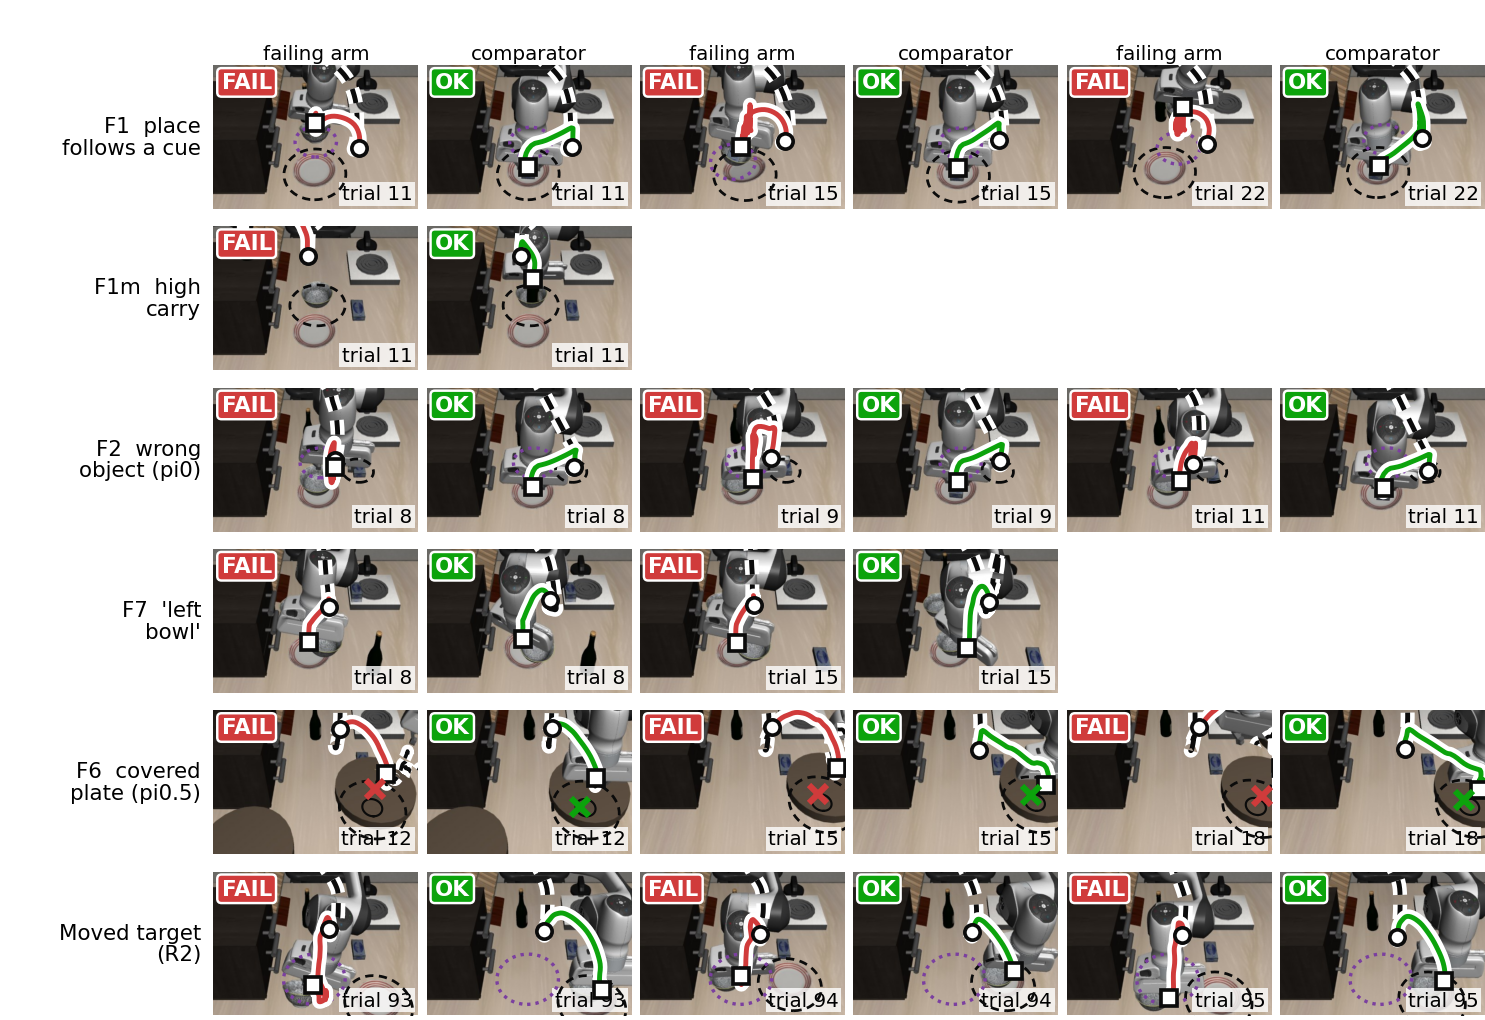 failing arm comparator failing arm comparator failing arm comparator
F1 place
follows a cue
FAIL OK FAIL OK FAIL OK
trial 11 trial 11 trial 15 trial 15 trial 22 trial 22
F1m high
carry
FAIL OK
trial 11 trial 11
F2 wrong
object (pi0)
FAIL OK FAIL OK FAIL OK
trial 8 trial 8 trial 9 trial 9 trial 11 trial 11
F7 'left
bowl'
FAIL OK FAIL OK
trial 8 trial 8 trial 15 trial 15
F6 covered
plate (pi0.5)
FAIL OK FAIL OK FAIL OK
trial 12 trial 12 trial 15 trial 15 trial 18 trial 18
Moved target
(R2)
FAIL OK FAIL OK FAIL OK
trial 93 trial 93 trial 94 trial 94 trial 95 trial 95